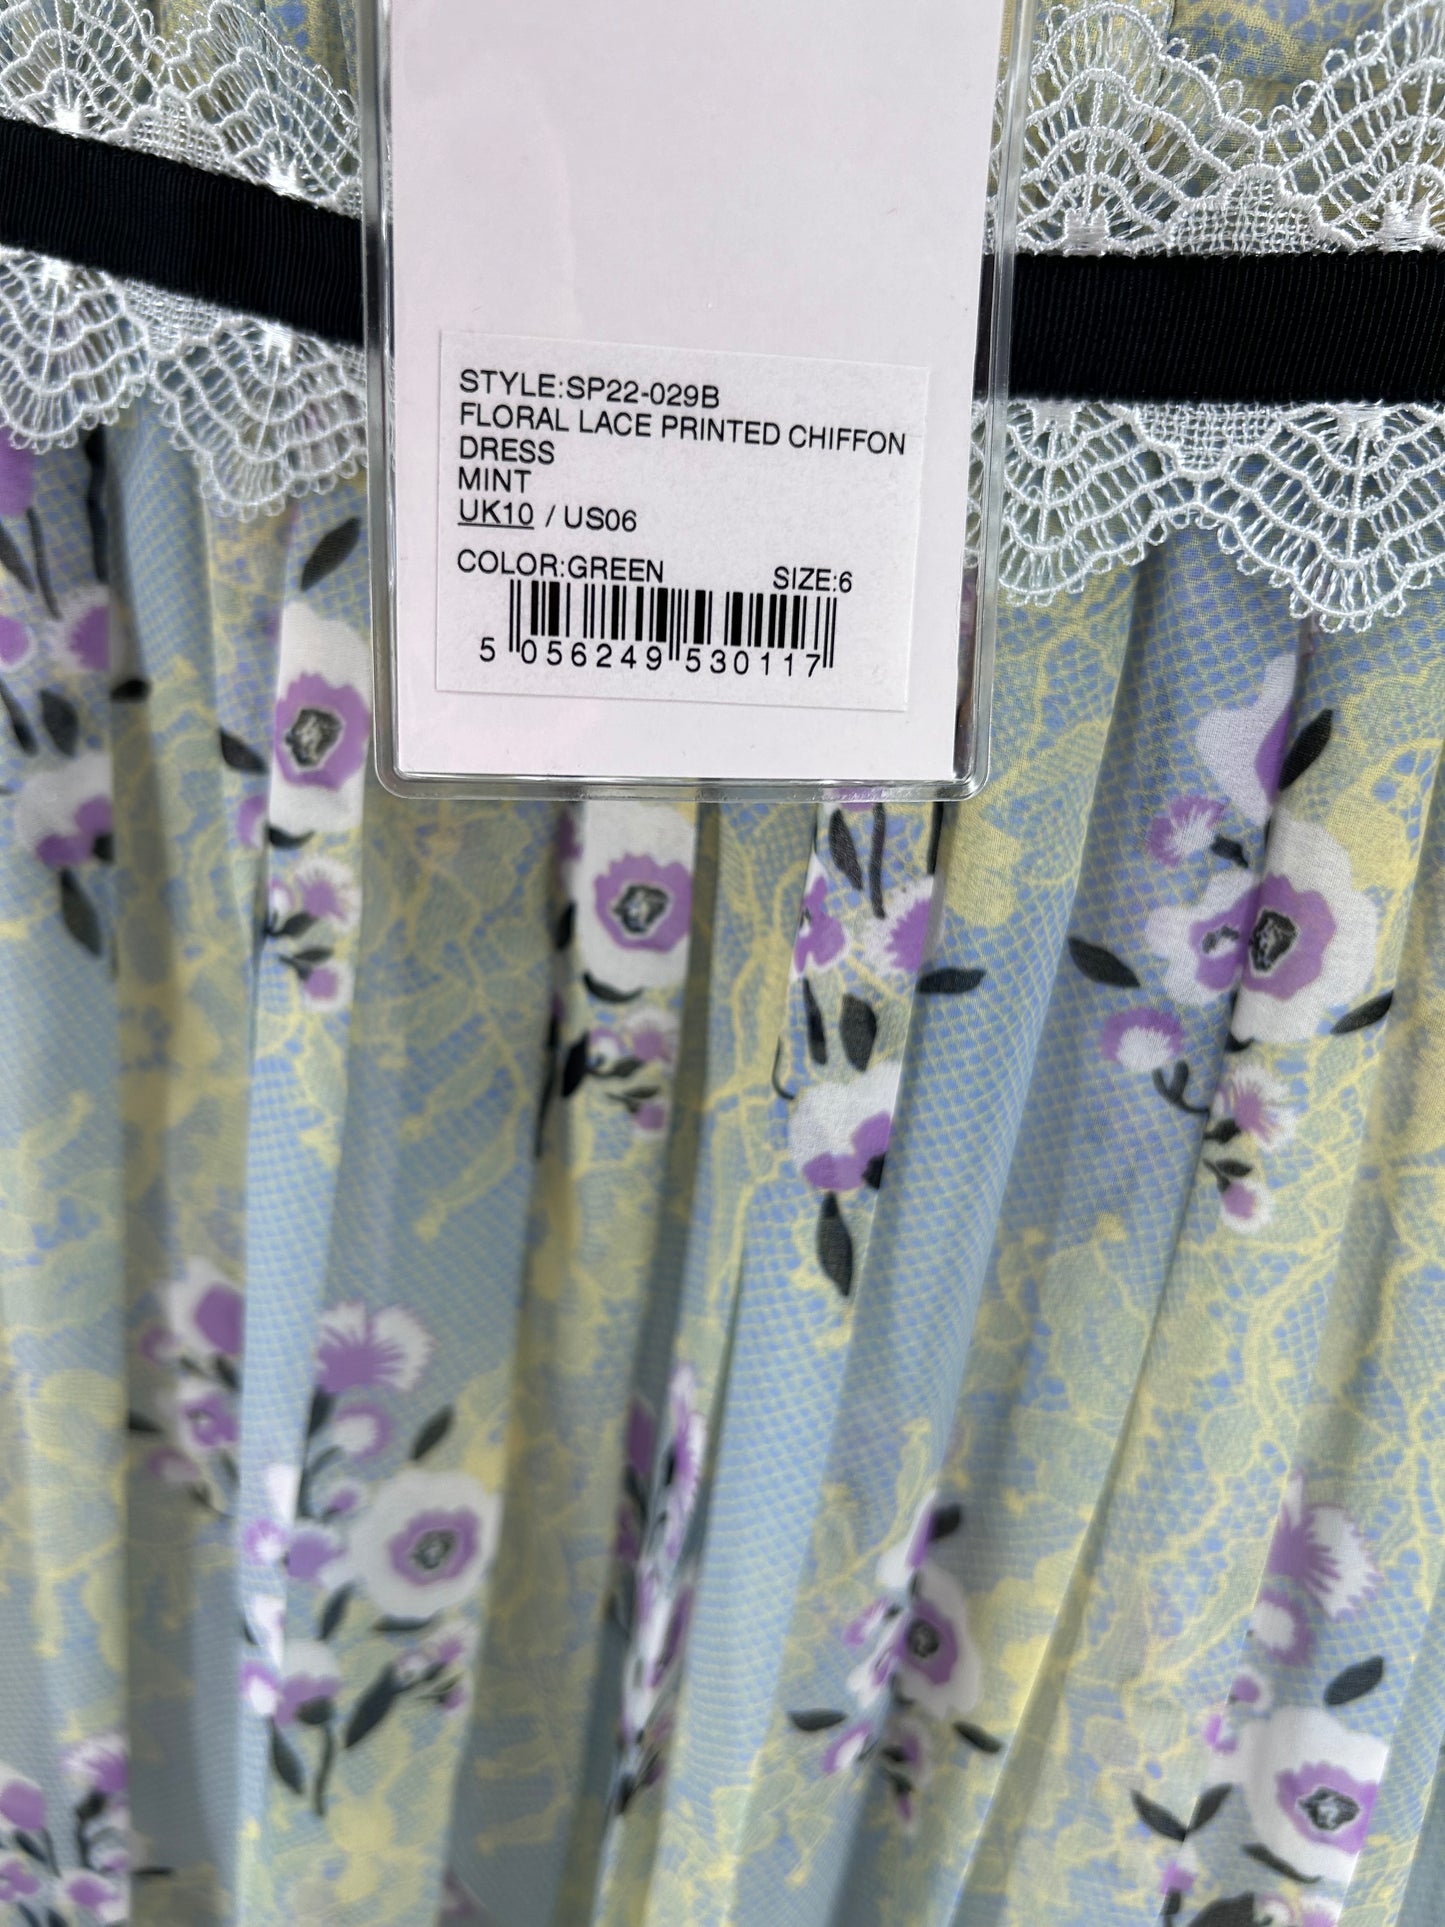 STYLE:SP22-029B
FLORAL LACE PRINTED CHIFFON
DRESS
MINT
UK10 / US06
COLOR:GREEN SIZE:6
5 056249 530117